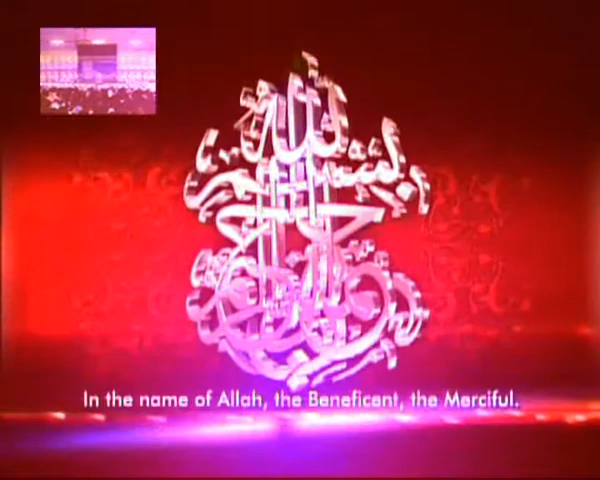 بسم الله الرحمن الرحيم
In the name of Allah, the Beneficent, the Merciful.